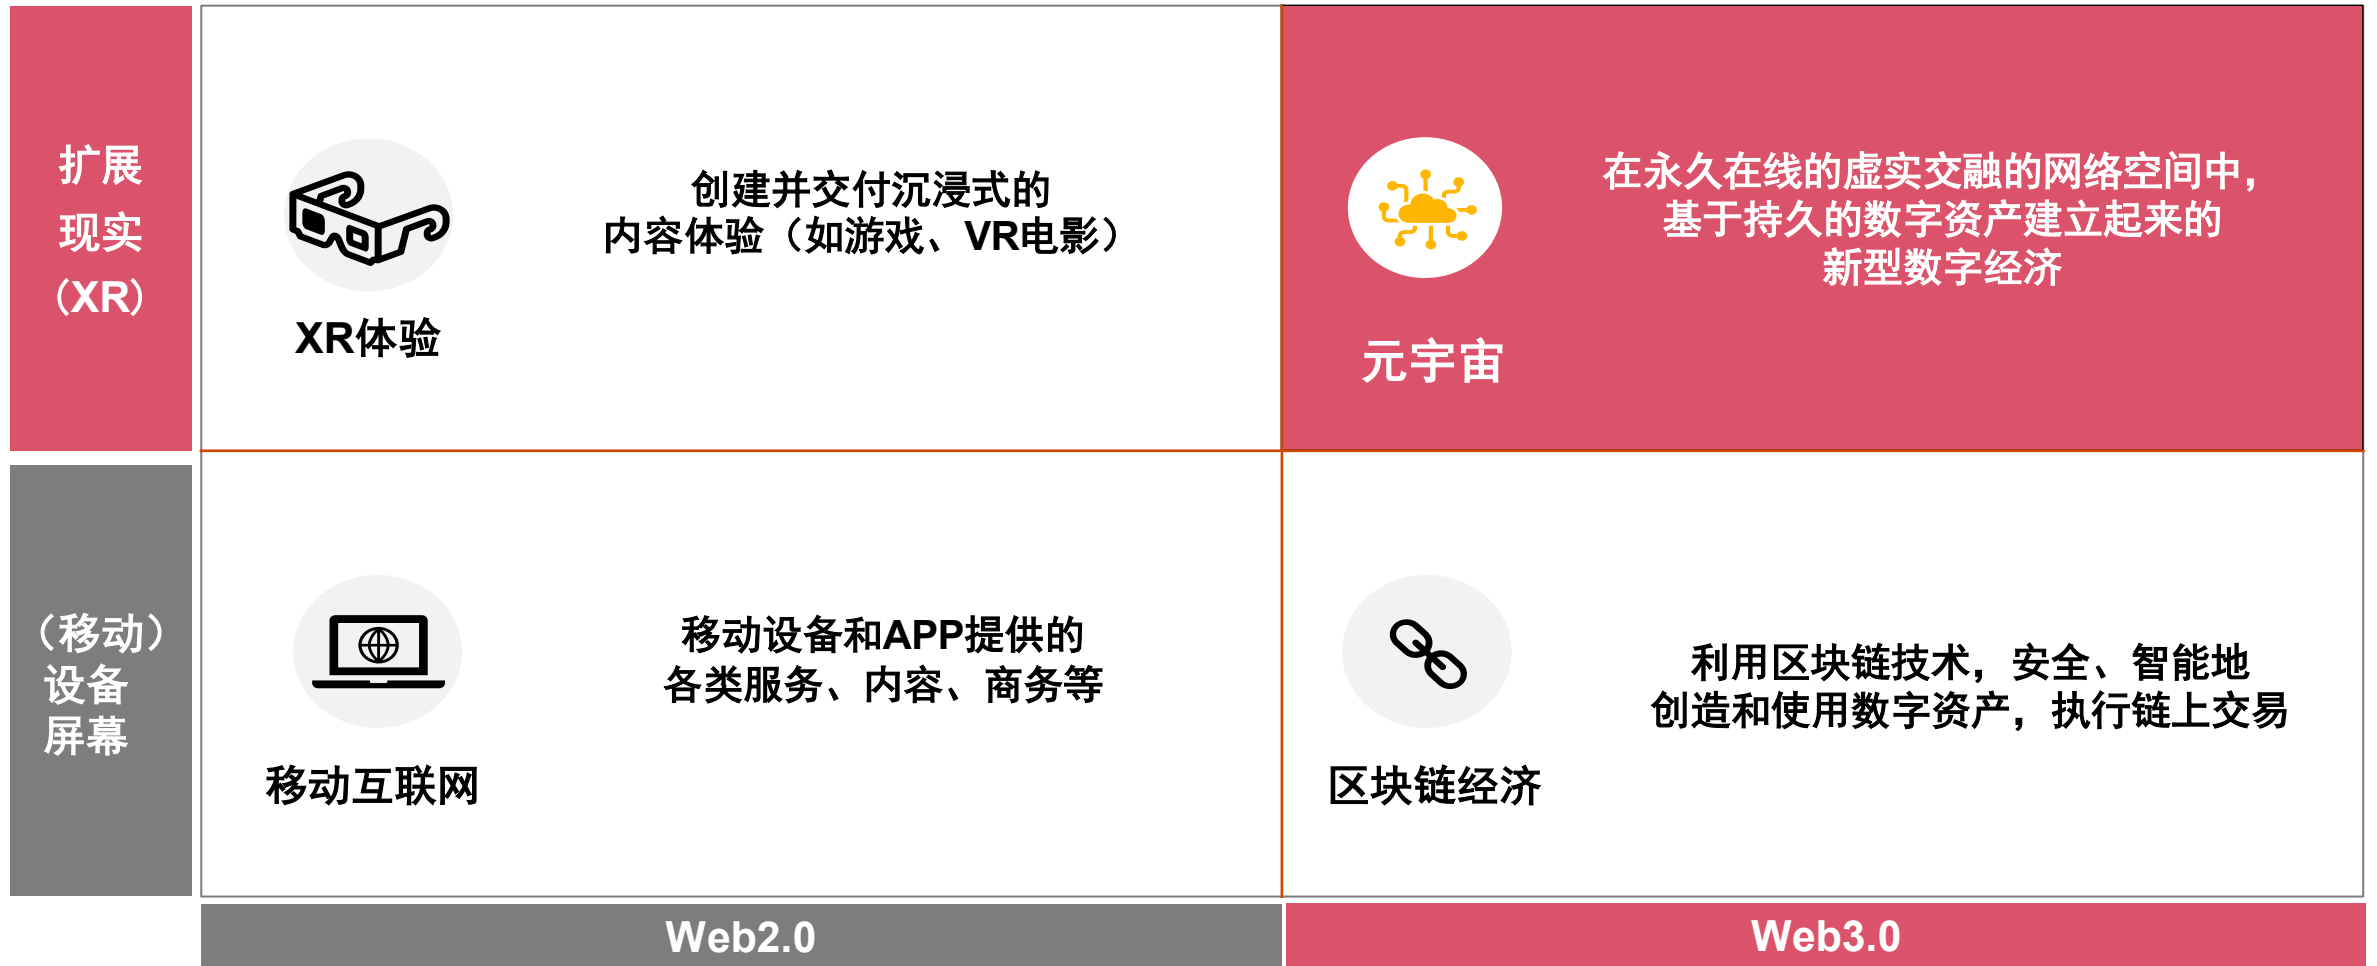 扩展
现实
(XR)
XR体验
创建并交付沉浸式的
内容体验（如游戏、VR电影）
元宇宙
在永久在线的虚实交融的网络空间中，
基于持久的数字资产建立起来的
新型数字经济
（移动）
设备
屏幕
移动互联网
移动设备和APP提供的
各类服务、内容、商务等
区块链经济
利用区块链技术，安全、智能地
创造和使用数字资产，执行链上交易
Web2.0
Web3.0